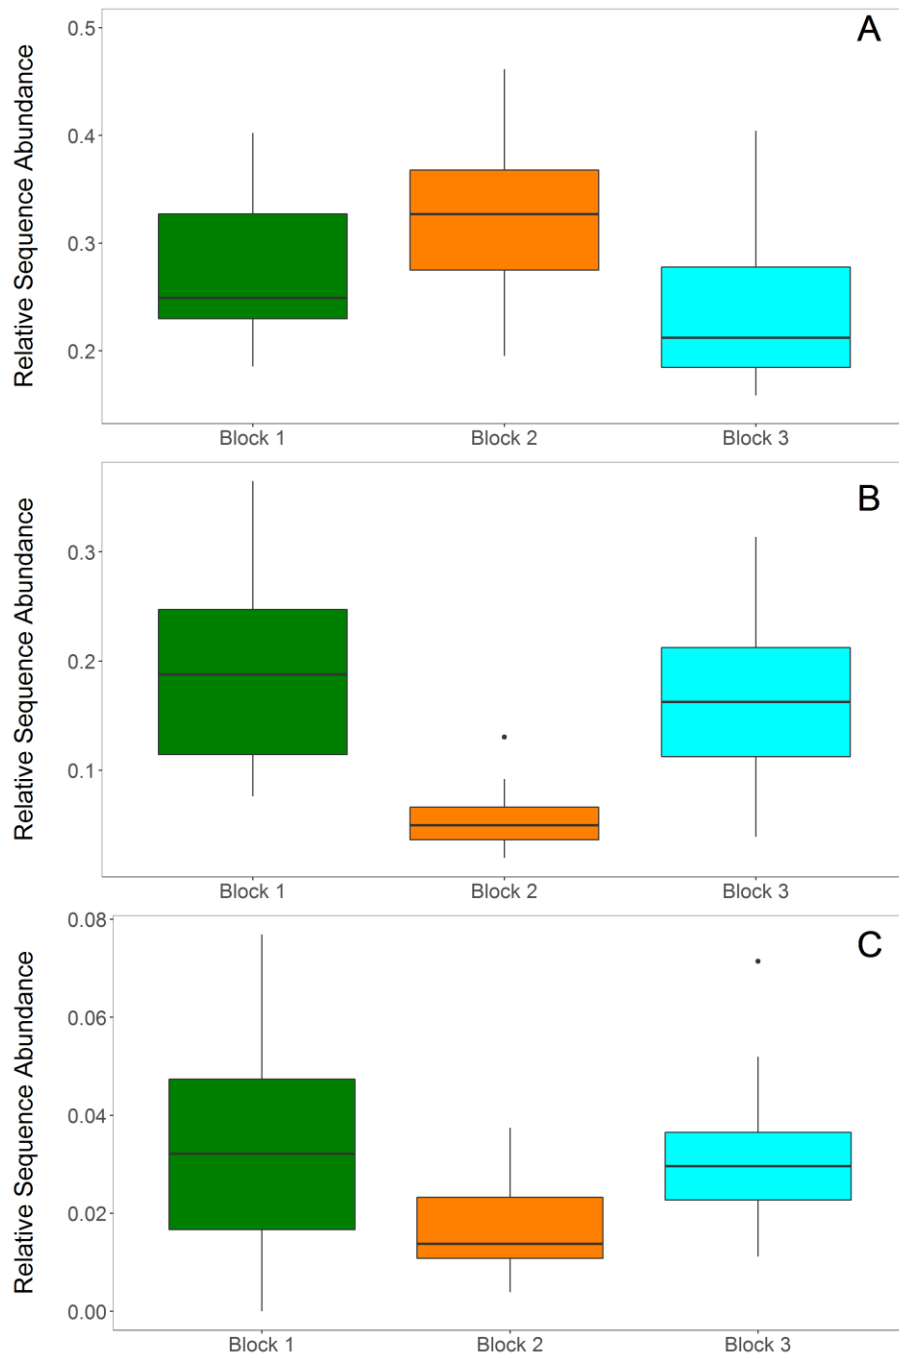 A
Relative Sequence Abundance
0.5
0.4
0.3
0.2
Block 1 Block 2 Block 3
B
Relative Sequence Abundance
0.3
0.2
0.1
Block 1 Block 2 Block 3
C
Relative Sequence Abundance
0.08
0.06
0.04
0.02
0.00
Block 1 Block 2 Block 3